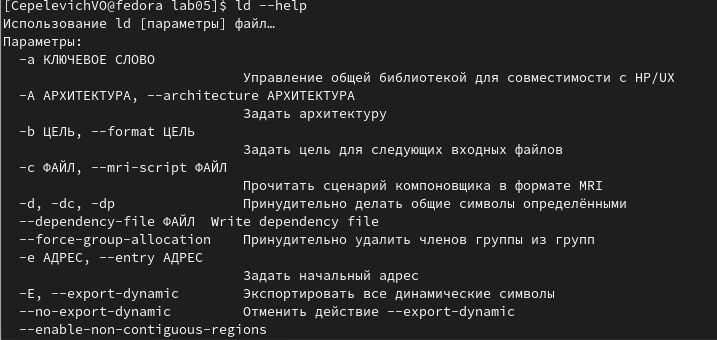 [CepelevichVO@fedora lab05]$ ld --help
Использование ld [параметры] файл…
Параметры:
  -a КЛЮЧЕВОЕ СЛОВО
                              Управление общей библиотекой для совместимости с HP/UX
  -A АРХИТЕКТУРА, --architecture АРХИТЕКТУРА
                              Задать архитектуру
  -b ЦЕЛЬ, --format ЦЕЛЬ
                              Задать цель для следующих входных файлов
  -c ФАЙЛ, --mri-script ФАЙЛ
                              Прочитать сценарий компоновщика в формате MRI
  -d, -dc, -dp                Принудительно делать общие символы определёнными
  --dependency-file ФАЙЛ  Write dependency file
  --force-group-allocation    Принудительно удалить членов группы из групп
  -e АДРЕС, --entry АДРЕС
                              Задать начальный адрес
  -E, --export-dynamic        Экспортировать все динамические символы
  --no-export-dynamic         Отменить действие --export-dynamic
  --enable-non-contiguous-regions